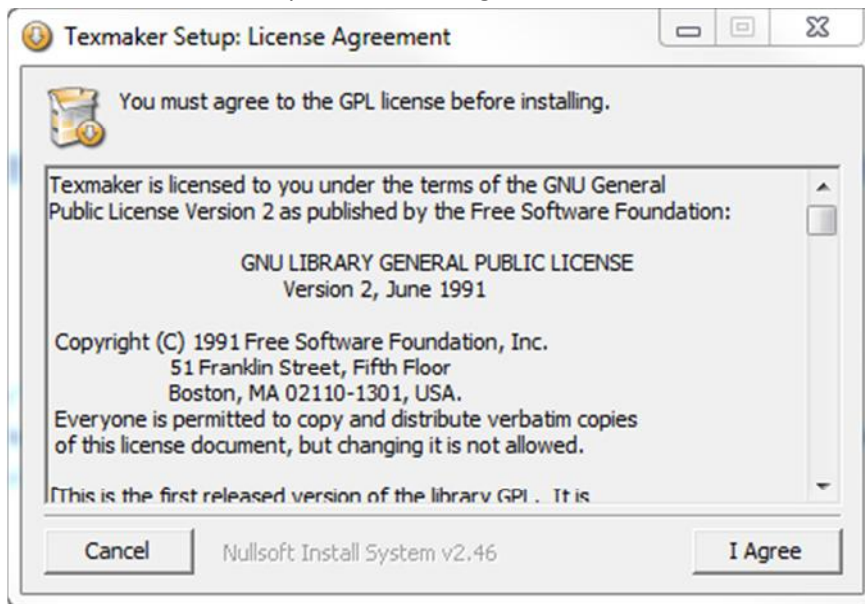 Texmaker Setup: License Agreement
You must agree to the GPL license before installing.
Texmaker is licensed to you under the terms of the GNU General
Public License Version 2 as published by the Free Software Foundation:
GNU LIBRARY GENERAL PUBLIC LICENSE
Version 2, June 1991
Copyright (C) 1991 Free Software Foundation, Inc.
51 Franklin Street, Fifth Floor
Boston, MA 02110-1301, USA.
Everyone is permitted to copy and distribute verbatim copies
of this license document, but changing it is not allowed.
[This is the first released version of the library GPL. It is
Cancel
Nullsoft Install System v2.46
I Agree